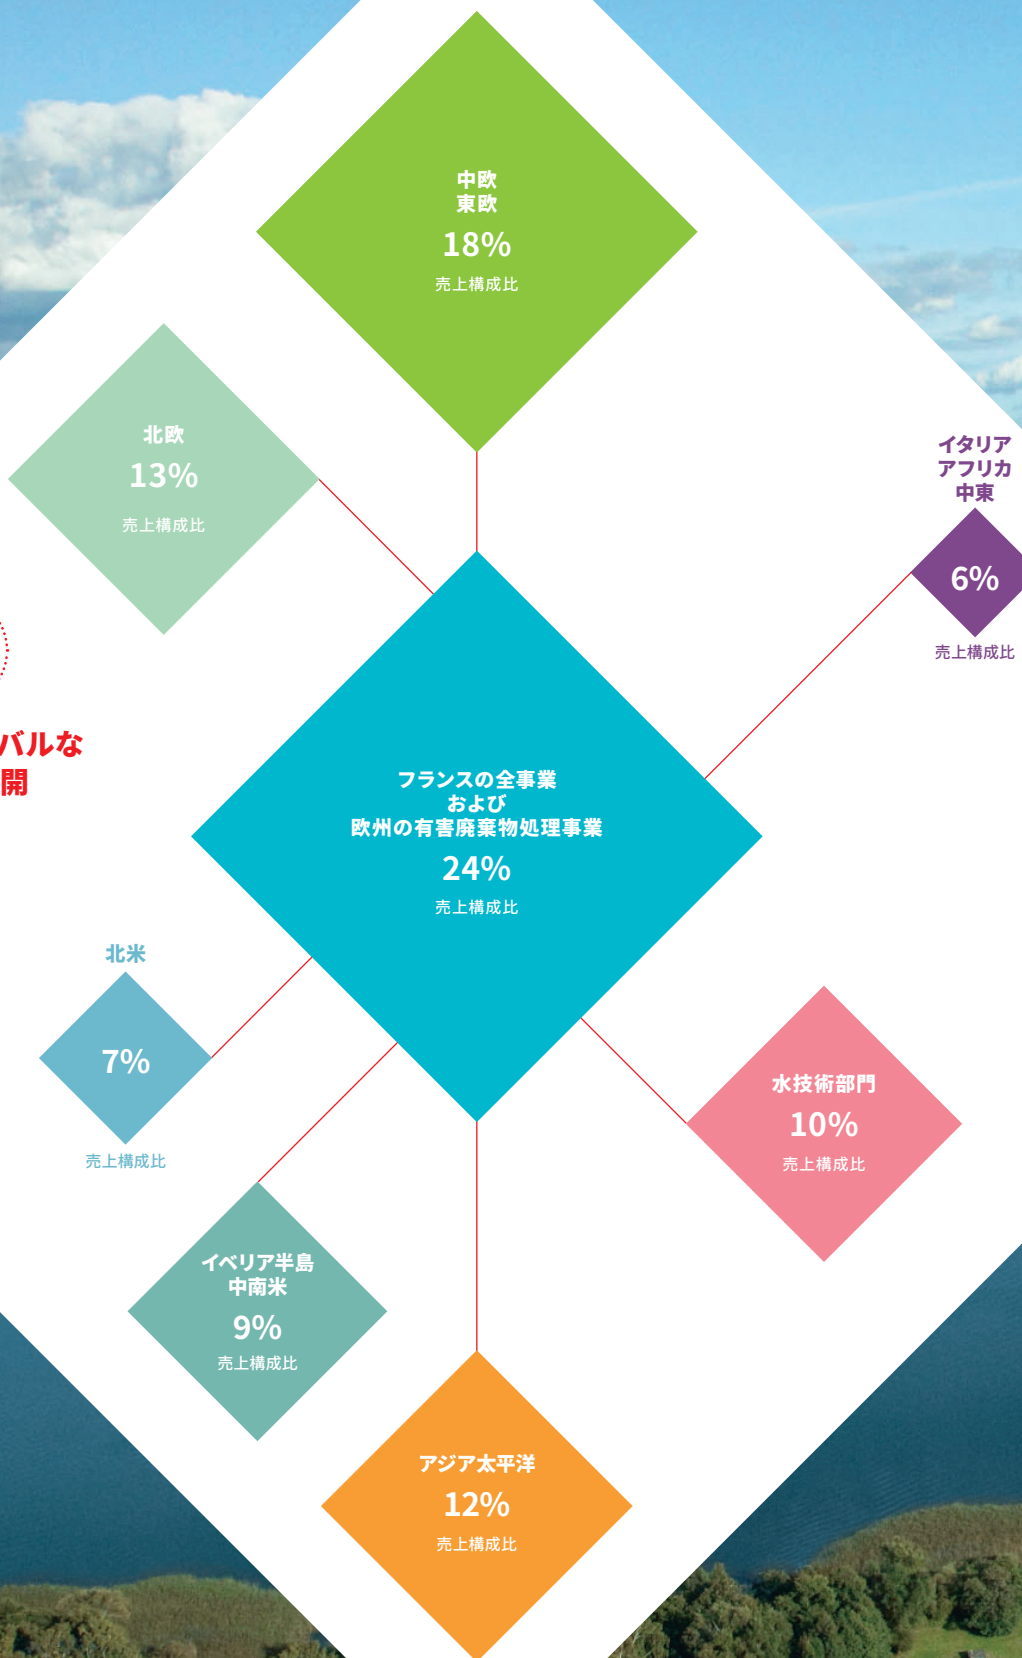 中欧
東欧
18%
売上構成比
北欧
13%
売上構成比
イタリア
アフリカ
中東
6%
売上構成比
バルな
開
フランスの全事業
および
欧州の有害廃棄物処理事業
24%
売上構成比
北米
7%
売上構成比
水技術部門
10%
売上構成比
イベリア半島
中南米
9%
売上構成比
アジア太平洋
12%
売上構成比